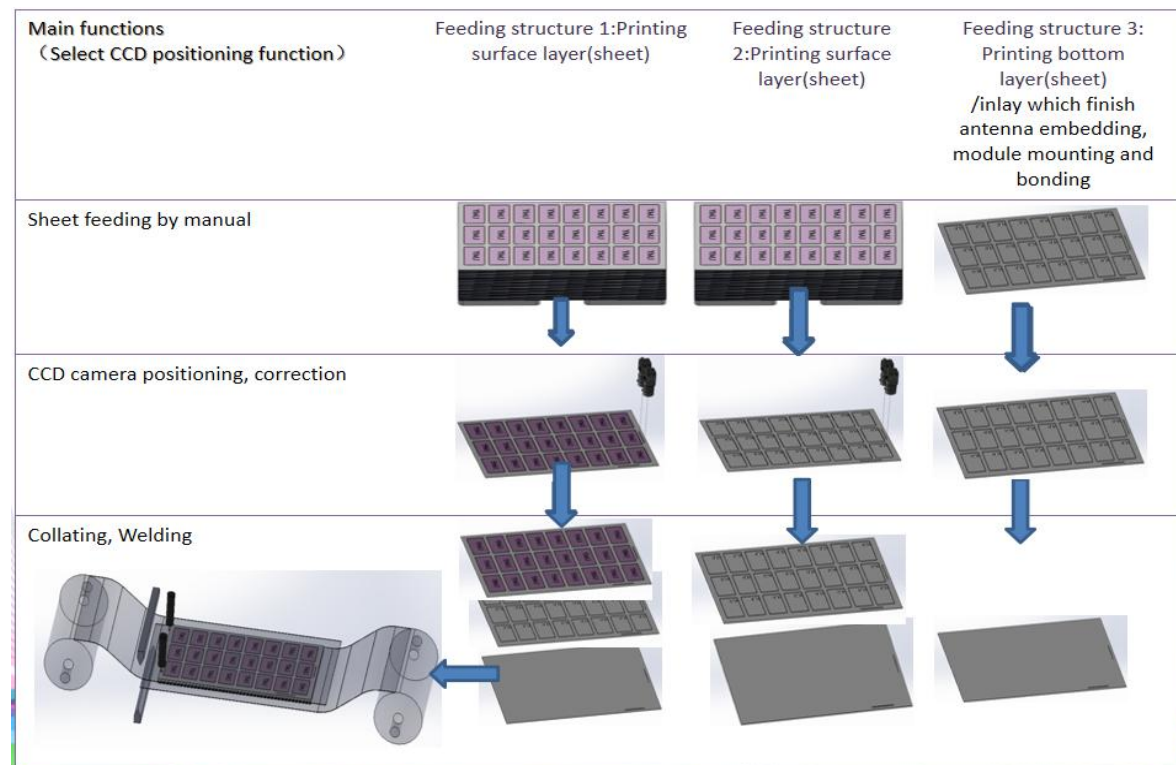 Main functions
（Select CCD positioning function）
Feeding structure 1:Printing
surface layer(sheet)
Feeding structure
2:Printing surface
layer(sheet)
Feeding structure 3:
Printing bottom
layer(sheet)
/inlay which finish
antenna embedding,
module mounting and
bonding
Sheet feeding by manual
CCD camera positioning, correction
Collating, Welding